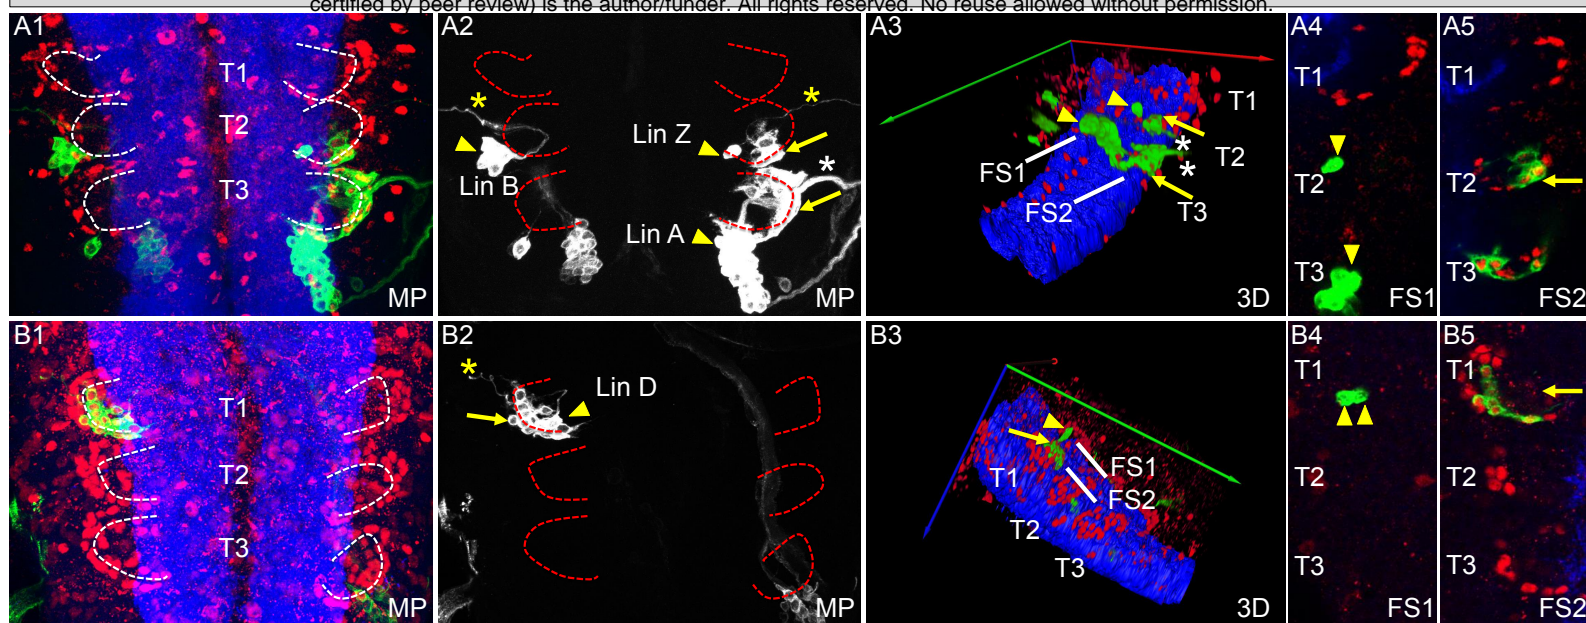 certified by peer review) is the author/funder. All rights reserved. No reuse allowed without permission.
A1
T1
T2
T3
MP
A2
Lin Z
Lin B
Lin A
MP
A3
T1
T2
T3
FS1
FS2
3D
A4
T1
T2
T3
FS1
A5
T1
T2
T3
FS2
B1
T1
T2
T3
MP
B2
Lin D
MP
B3
T1
T2
T3
FS1
FS2
3D
B4
T1
T2
T3
FS1
B5
T1
T2
T3
FS2